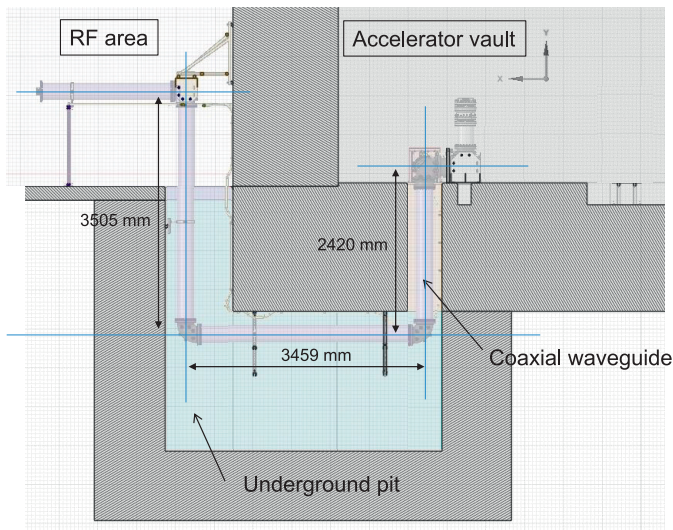 RF area
Accelerator vault
Y
X
3505 mm
2420 mm
3459 mm
Coaxial waveguide
Underground pit